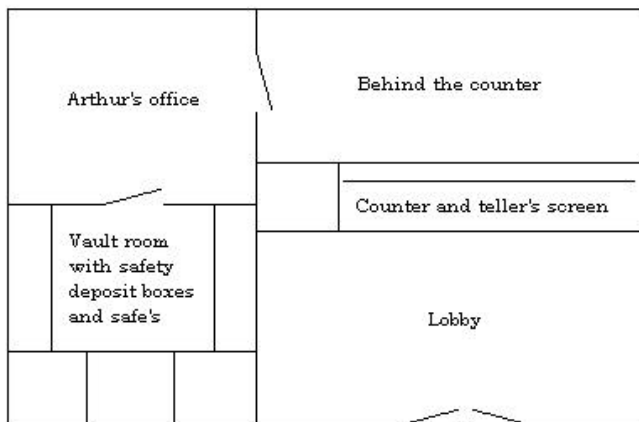 Arthur's office
Behind the counter
Counter and teller's screen
Vault room
with safety
deposit boxes
and safe's
Lobby